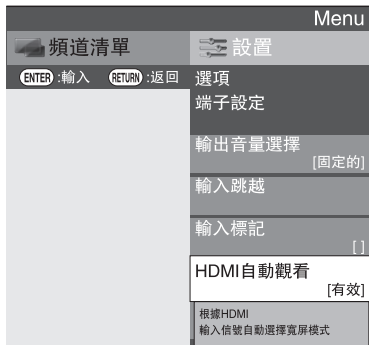 Menu
頻道清單
設置
ENTER :輸入 RETURN :返回
選項
端子設定
輸出音量選擇
[固定的]
輸入跳越
輸入標記
[ ]
HDMI自動觀看
[有效]
根據HDMI
輸入信號自動選擇寬屏模式